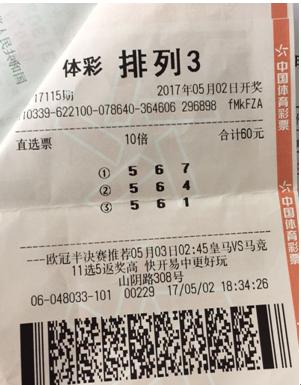 体彩 排列3
17115期 2017年05月02日开奖
0339-622100-078640-364606 296898 fMkFZA
直选票 10倍 合计60元
① 5 6 7
② 5 6 4
③ 5 6 1
----欧冠半决赛推荐05月03日02:45皇马VS马竞
11选5返奖高 快开易中更好玩
山阴路308号
06-048033-101 00229 17/05/02 18:34:26
中国体育彩票
中国体育彩票